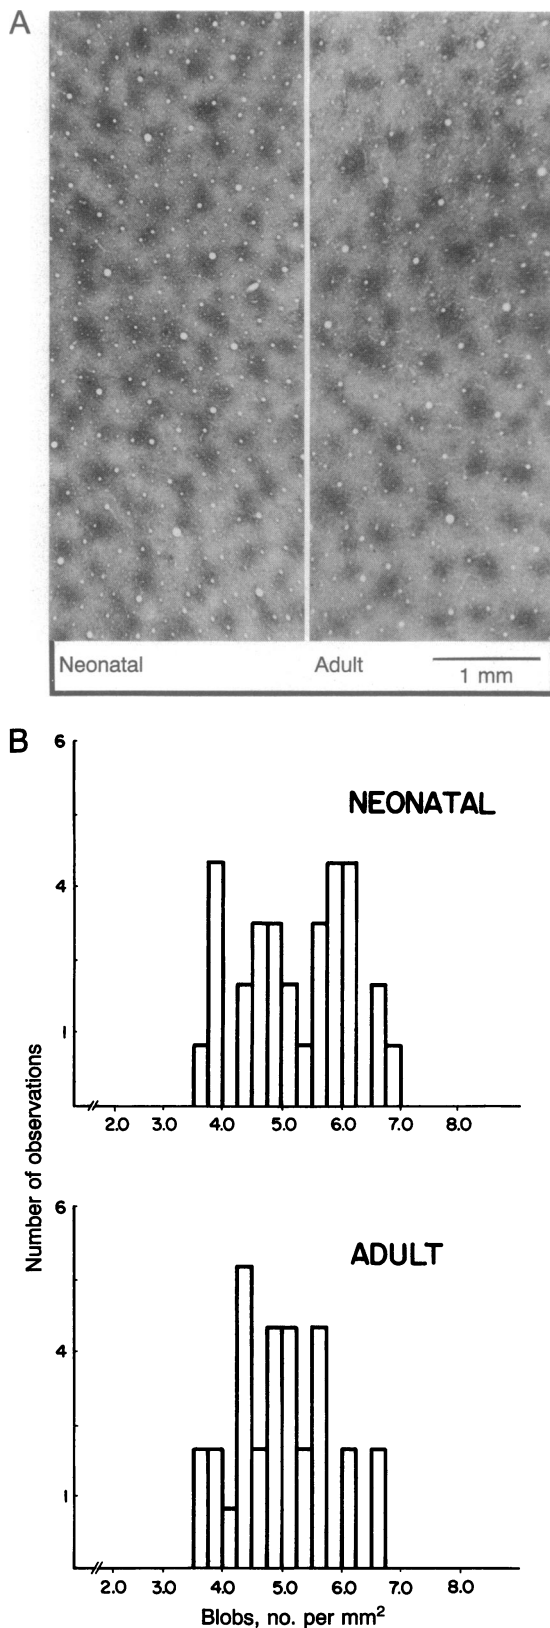 A
Neonatal
Adult
1 mm
B
6
NEONATAL
4
1
2.0 3.0 4.0 5.0 6.0 7.0 8.0
Number of observations
6
ADULT
4
1
2.0 3.0 4.0 5.0 6.0 7.0 8.0
Blobs, no. per mm²